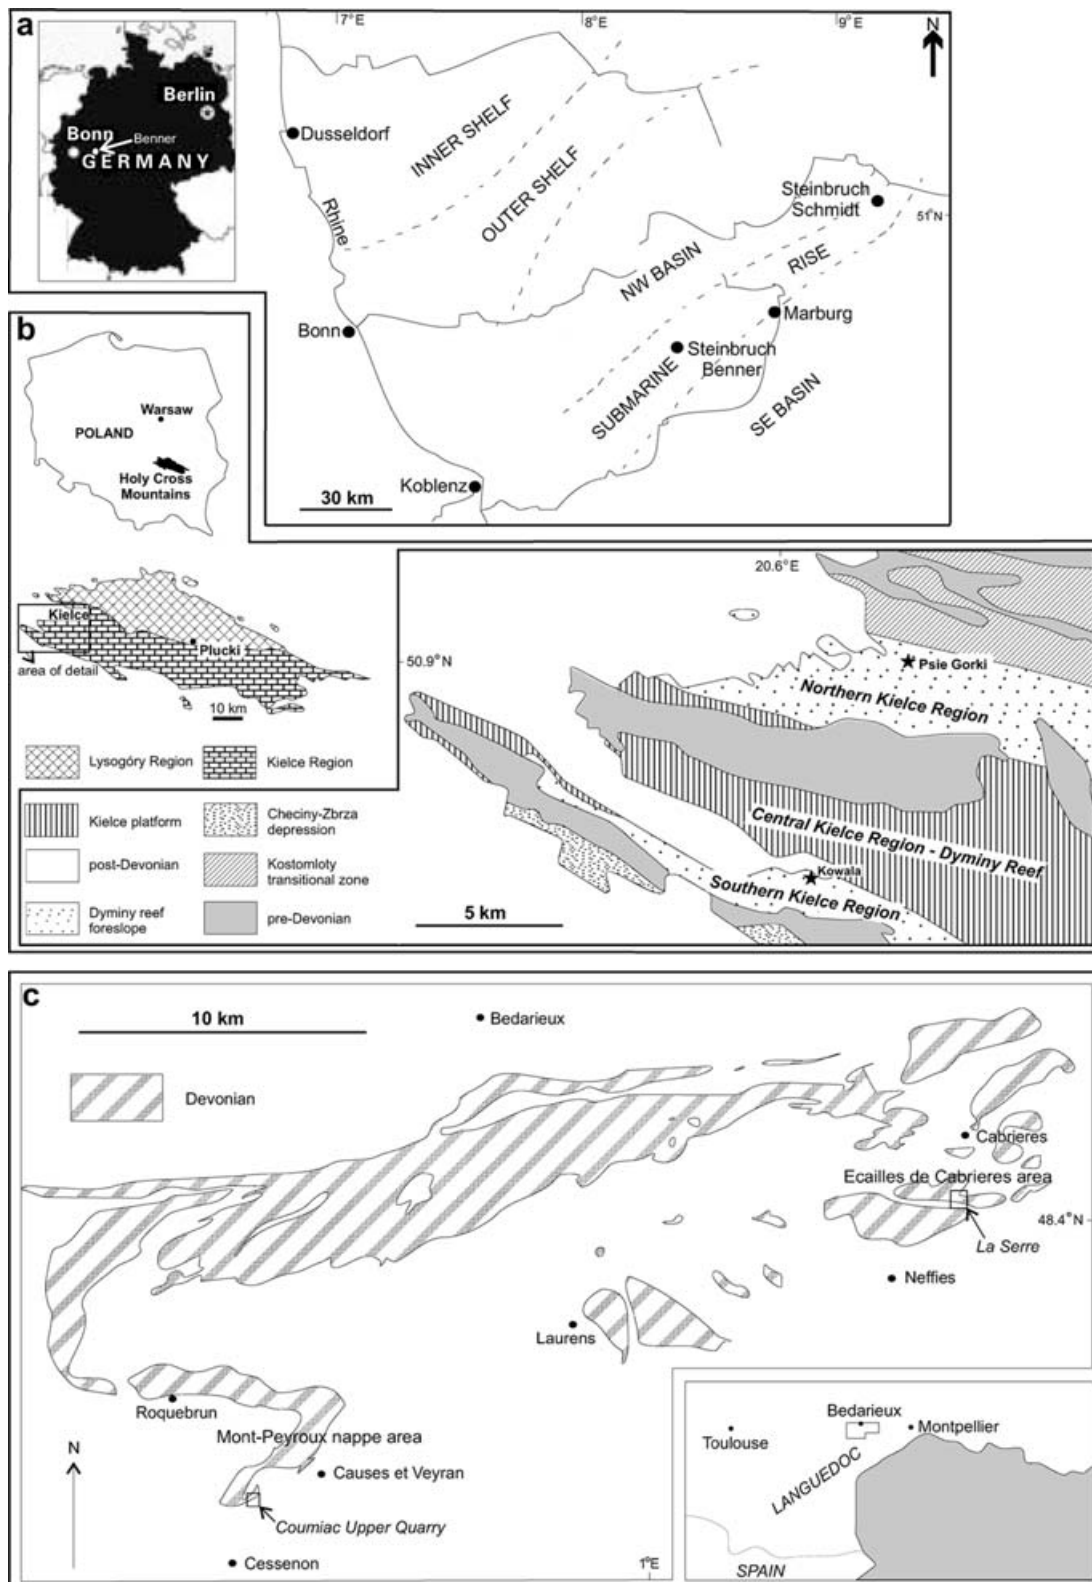 a
7°E
8°E
9°E
N
Berlin
Bonn
Benner
GERMANY
Dusseldorf
INNER SHELF
OUTER SHELF
Rhine
Steinbruch
Schmidt
51°N
NW BASIN
RISE
Bonn
Marburg
Steinbruch
Benner
SUBMARINE
SE BASIN
Koblenz
30 km
b
Warsaw
POLAND
Holy Cross
Mountains
Kielce
Plucki
area of detail
10 km
Lysogóry Region
Kielce Region
Kielce platform
Checiny-Zbrza
depression
post-Devonian
Kostomloty
transitional zone
Dyminy reef
foreslope
pre-Devonian
20.6°E
50.9°N
Psie Gorki
Northern Kielce Region
Central Kielce Region - Dyminy Reef
Kowala
Southern Kielce Region
5 km
c
10 km
Bedarieux
Devonian
Cabrieres
Ecailles de Cabrieres area
48.4°N
La Serre
Neffies
Laurens
Roquebrun
Mont-Peyroux nappe area
N
Causes et Veyran
Coumiac Upper Quarry
Cessenon
1°E
Bedarieux
Toulouse
Montpellier
LANGUEDOC
SPAIN